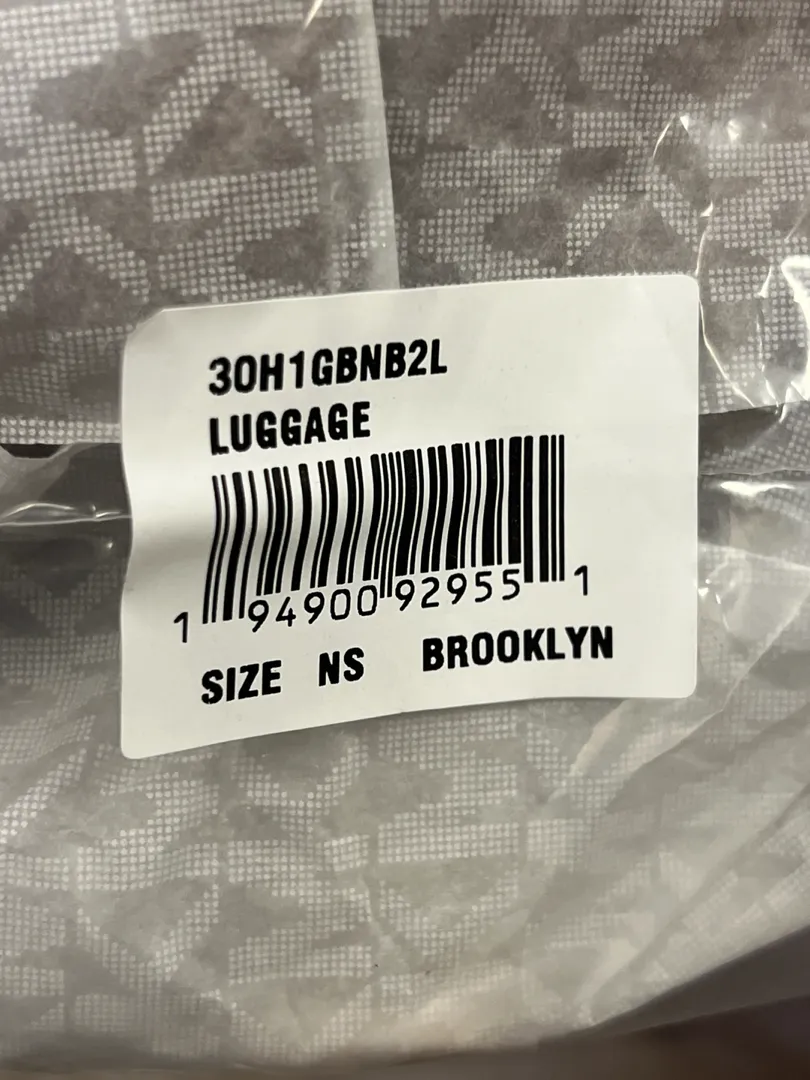 30H1GBNB2L
LUGGAGE
1 94900 92955 1
SIZE NS BROOKLYN